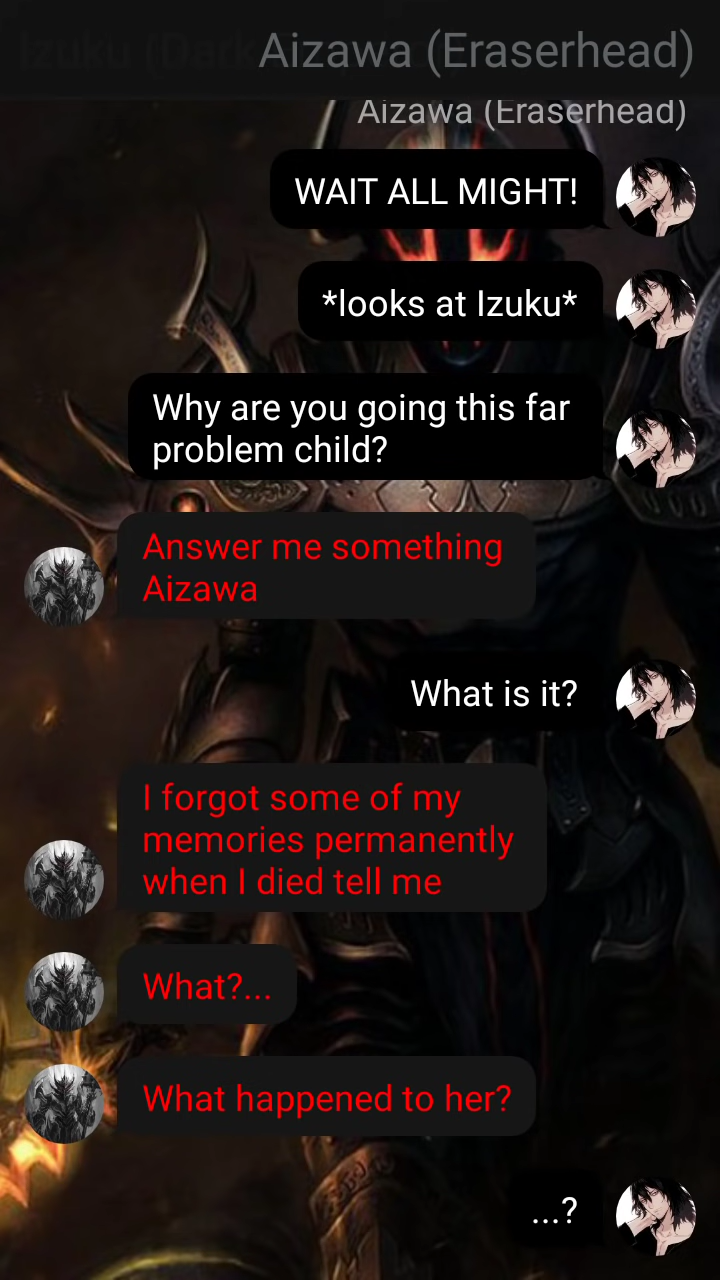 Izuku (Dark
Aizawa (Eraserhead)
Aizawa (Eraserhead)
WAIT ALL MIGHT!
*looks at Izuku*
Why are you going this far
problem child?
Answer me something
Aizawa
What is it?
I forgot some of my
memories permanently
when I died tell me
What?...
What happened to her?
...?